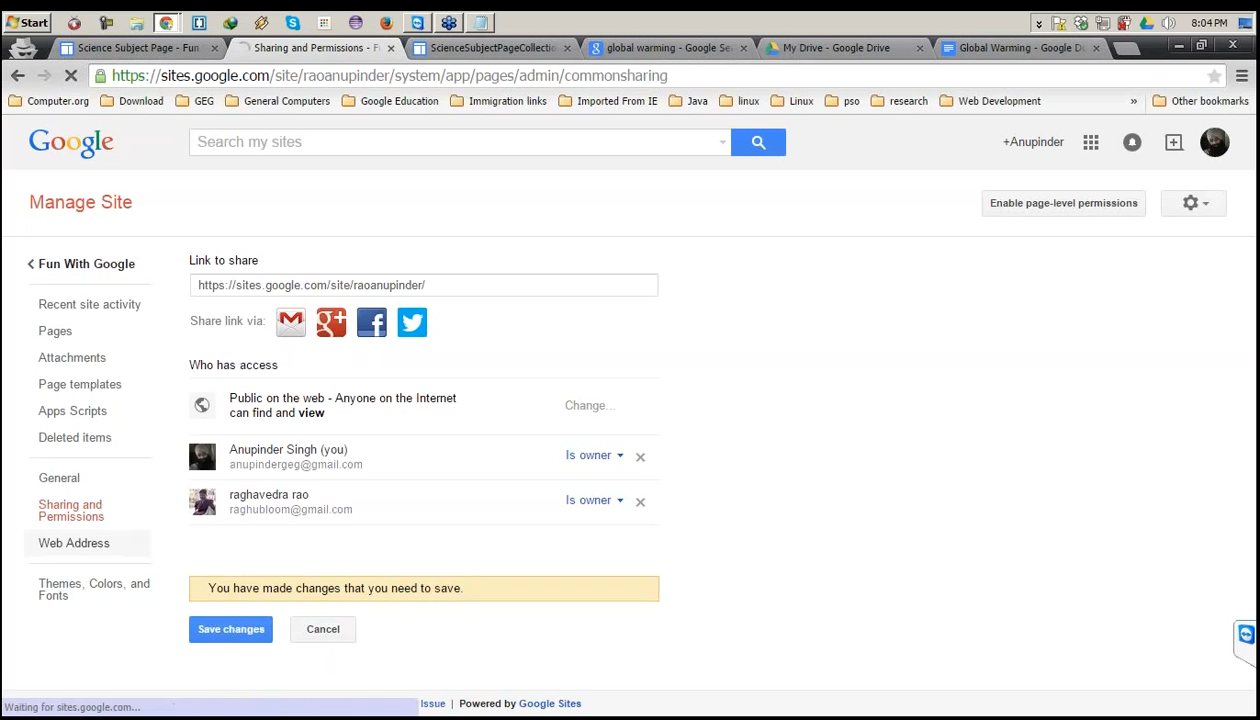 Start
8:04 PM
Science Subject Page - Fun
Sharing and Permissions - F
ScienceSubjectPageCollecti
global warming - Google Se
My Drive - Google Drive
Global Warming - Google D
https://sites.google.com/site/raoanupinder/system/app/pages/admin/commonsharing
Computer.org
Download
GEG
General Computers
Google Education
Immigration links
Imported From IE
Java
linux
Linux
pso
research
Web Development
»
Other bookmarks
Google
Search my sites
+Anupinder
Manage Site
Enable page-level permissions
Fun With Google
Recent site activity
Pages
Attachments
Page templates
Apps Scripts
Deleted items
General
Sharing and
Permissions
Web Address
Themes, Colors, and
Fonts
Link to share
https://sites.google.com/site/raoanupinder/
Share link via:
Who has access
Public on the web - Anyone on the Internet
can find and view
Change...
Anupinder Singh (you)
anupindergeg@gmail.com
Is owner
raghavedra rao
raghubloom@gmail.com
Is owner
You have made changes that you need to save.
Save changes
Cancel
Waiting for sites.google.com...
Issue | Powered by Google Sites